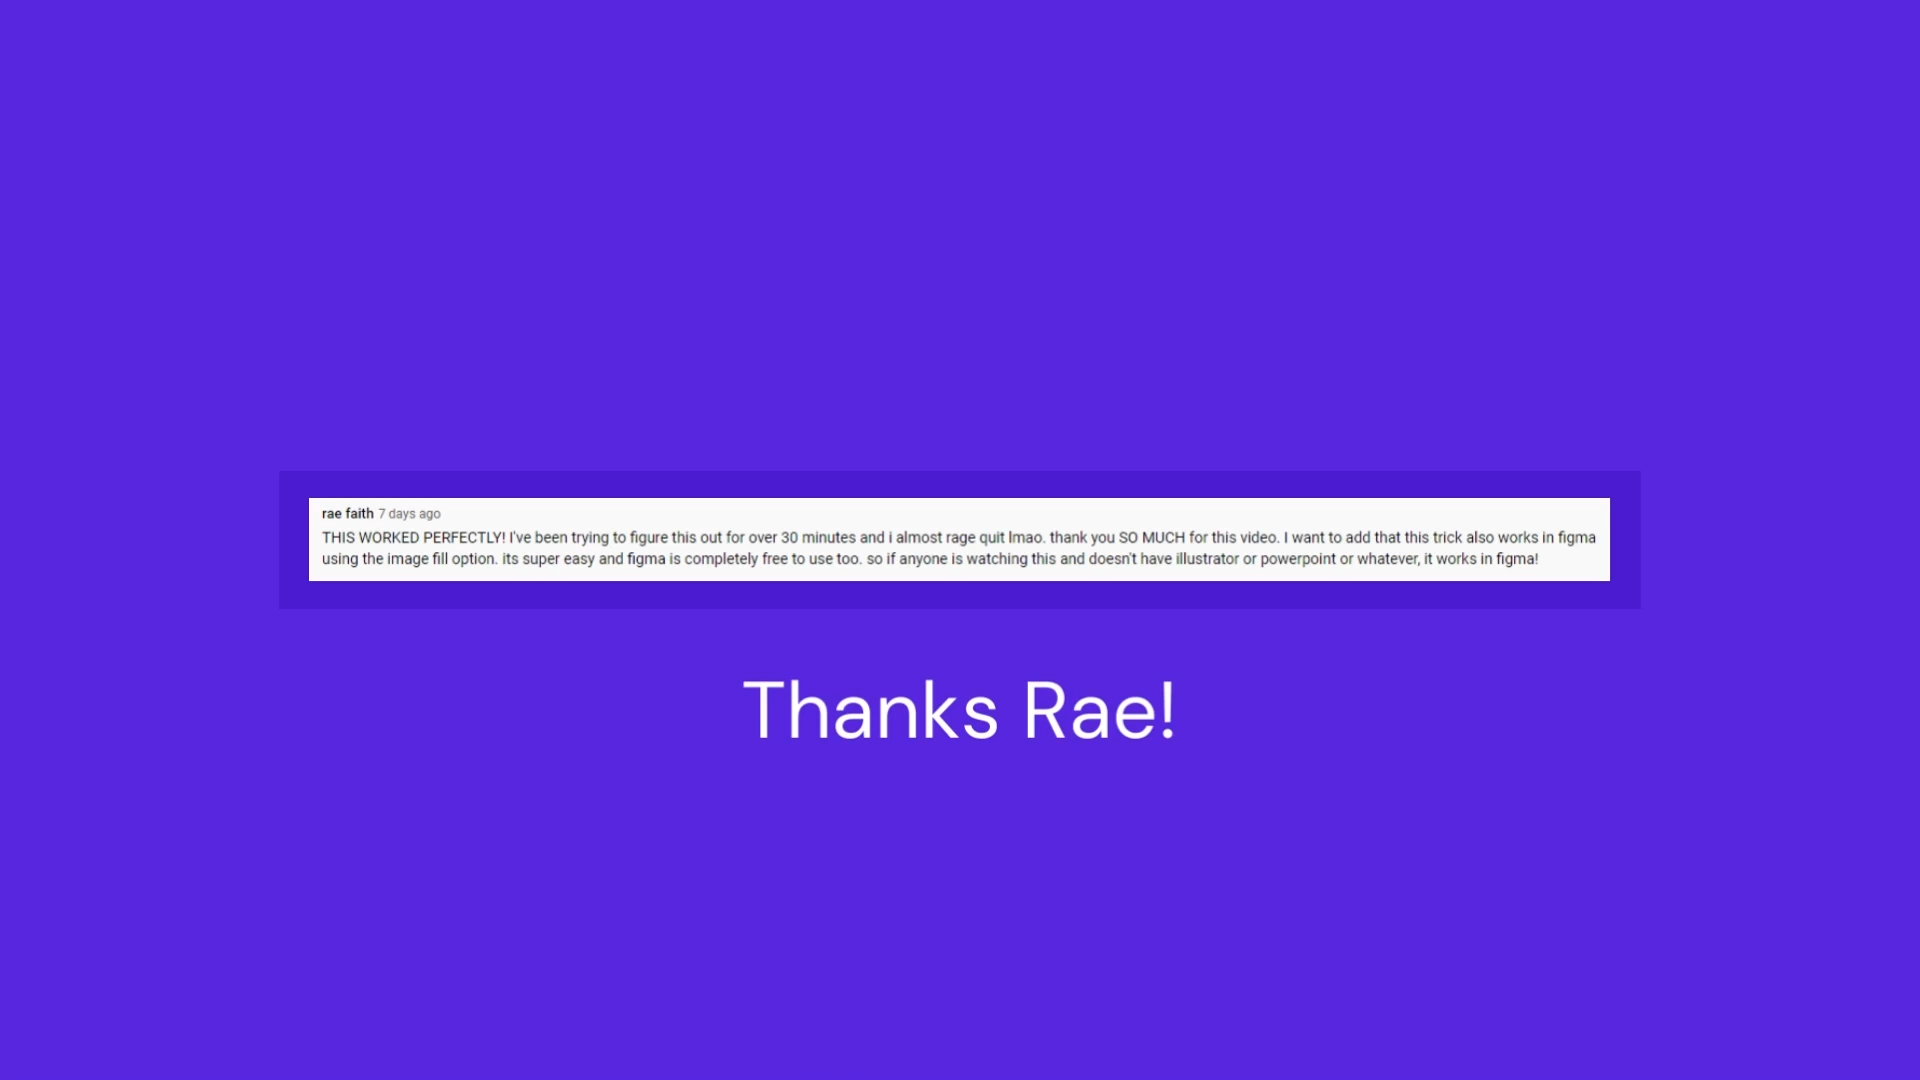 rae faith 7 days ago
THIS WORKED PERFECTLY! I've been trying to figure this out for over 30 minutes and i almost rage quit lmao. thank you SO MUCH for this video. I want to add that this trick also works in figma
using the image fill option. its super easy and figma is completely free to use too. so if anyone is watching this and doesn't have illustrator or powerpoint or whatever, it works in figma!
Thanks Rae!